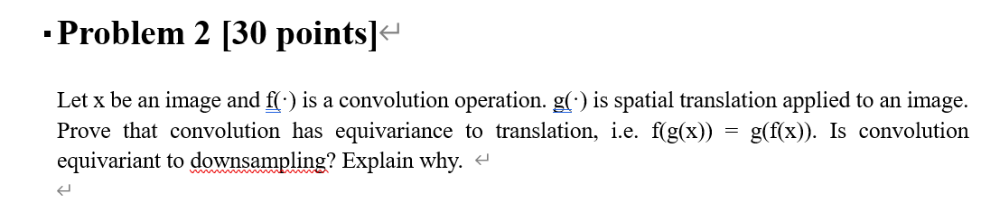 Problem 2 [30 points]
Let x be an image and f(·) is a convolution operation. g(·) is spatial translation applied to an image.
Prove that convolution has equivariance to translation, i.e. f(g(x)) = g(f(x)). Is convolution
equivariant to downsampling? Explain why.